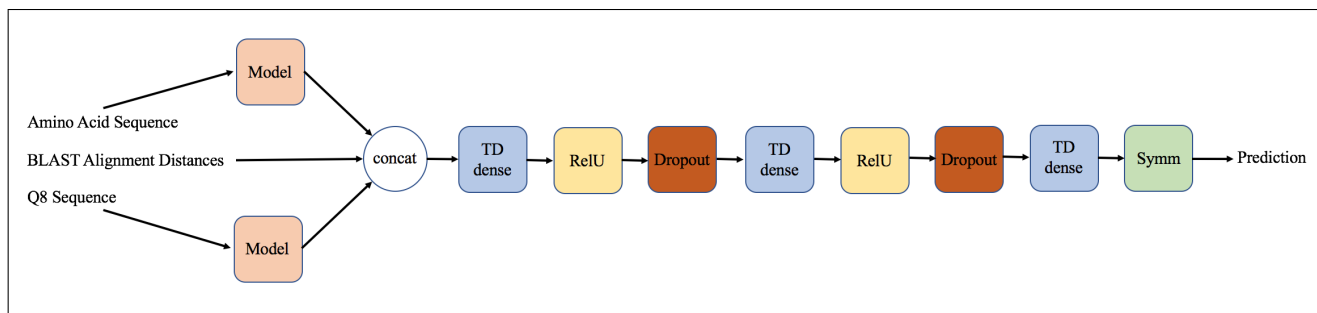 Model
Amino Acid Sequence
BLAST Alignment Distances
Q8 Sequence
Model
concat
TD
dense
RelU
Dropout
TD
dense
RelU
Dropout
TD
dense
Symm
Prediction